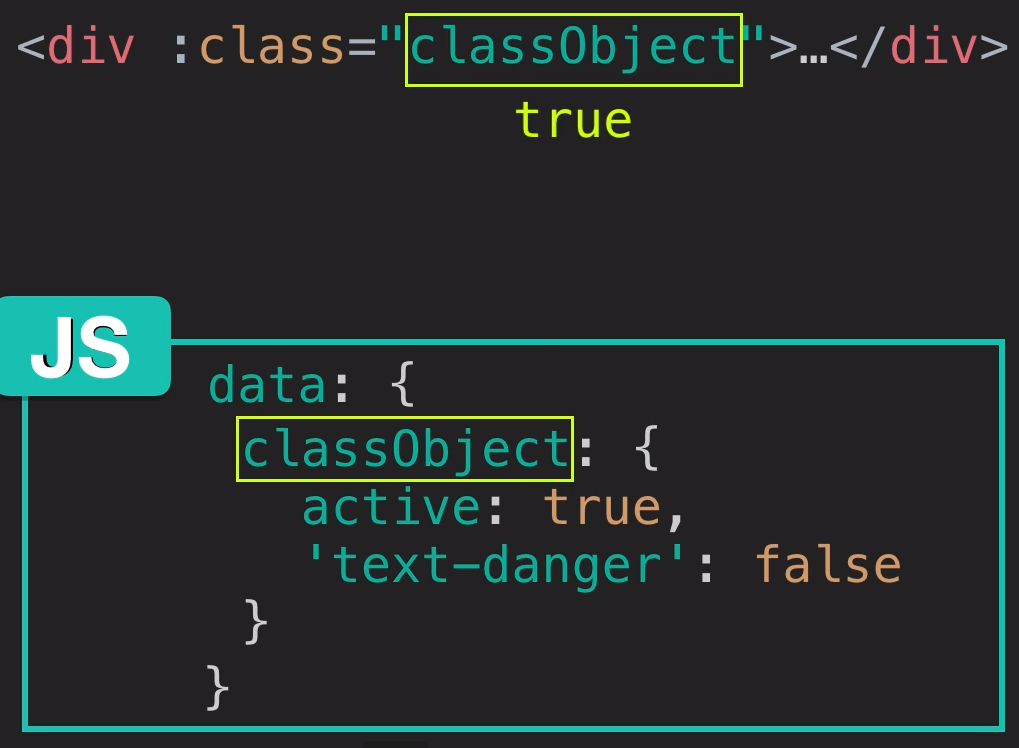 <div :class="classObject">…</div>
true
JS
data: {
classObject: {
active: true,
'text-danger': false
}
}